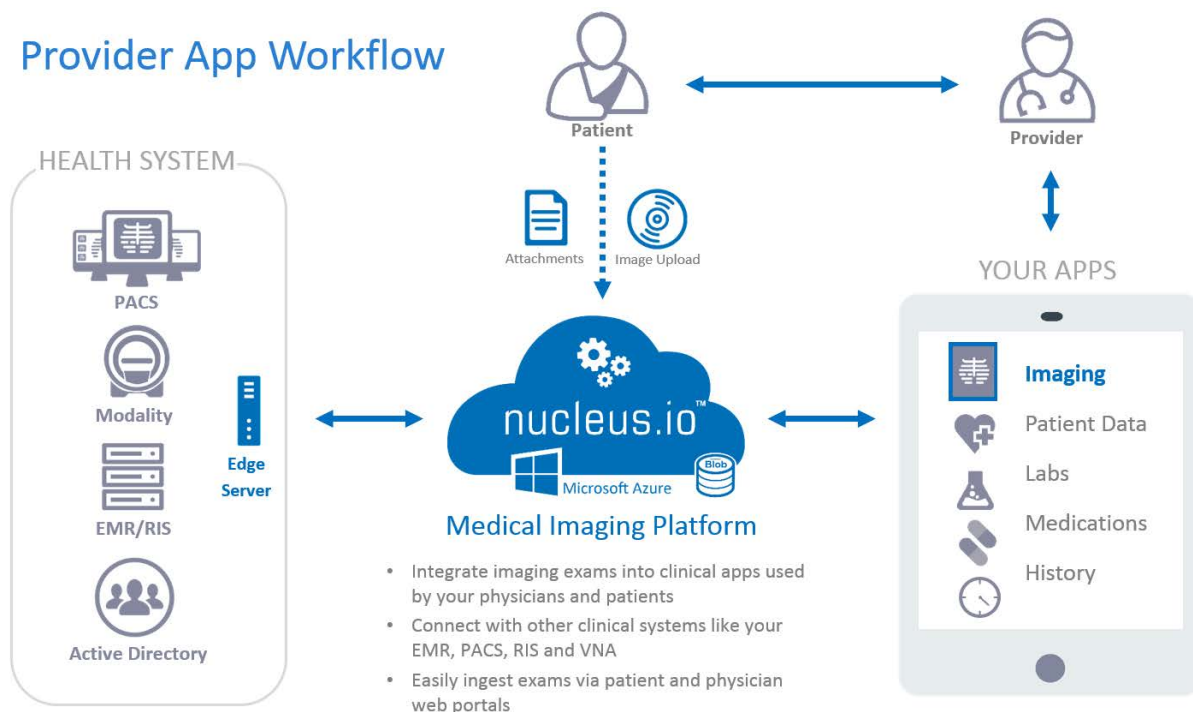 Provider App Workflow
Patient
Provider
HEALTH SYSTEM
PACS
Modality
EMR/RIS
Active Directory
Edge
Server
Attachments
Image Upload
nucleus.io™
Microsoft Azure
Blob
Medical Imaging Platform
• Integrate imaging exams into clinical apps used
by your physicians and patients
• Connect with other clinical systems like your
EMR, PACS, RIS and VNA
• Easily ingest exams via patient and physician
web portals
YOUR APPS
Imaging
Patient Data
Labs
Medications
History